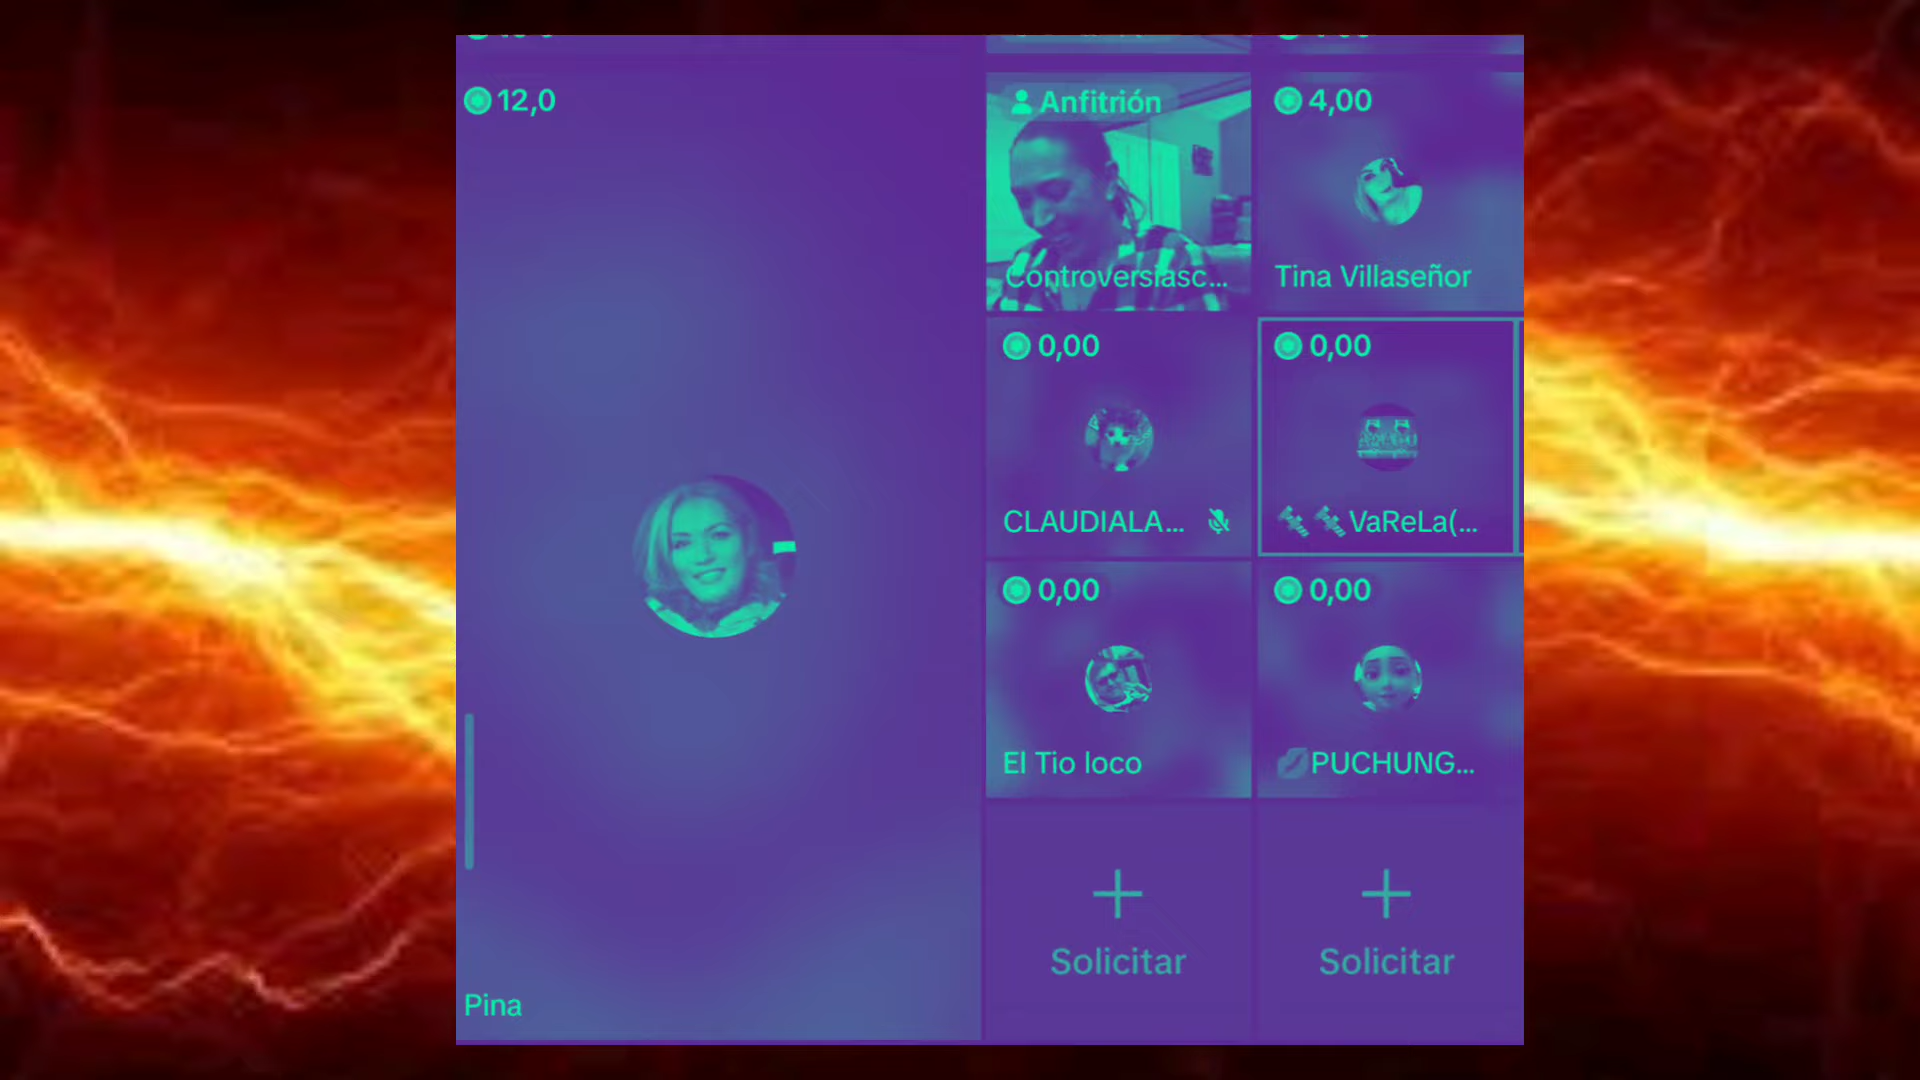 12,0
Anfitrión
4,00
Controversiasc...
Tina Villaseñor
0,00
0,00
CLAUDIALA...
VaReLa(...
0,00
0,00
El Tio loco
PUCHUNG...
Solicitar
Solicitar
Pina